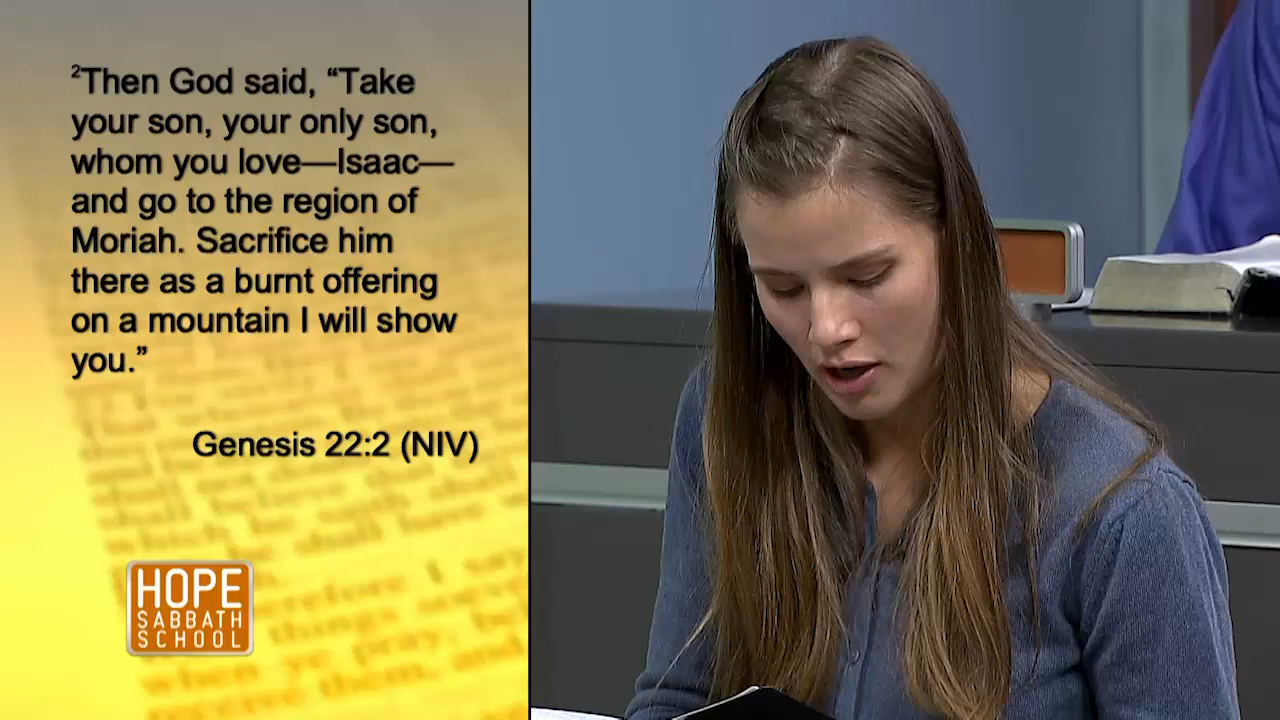 ²Then God said, “Take
your son, your only son,
whom you love—Isaac—
and go to the region of
Moriah. Sacrifice him
there as a burnt offering
on a mountain I will show
you.”
Genesis 22:2 (NIV)
HOPE
SABBATH
SCHOOL